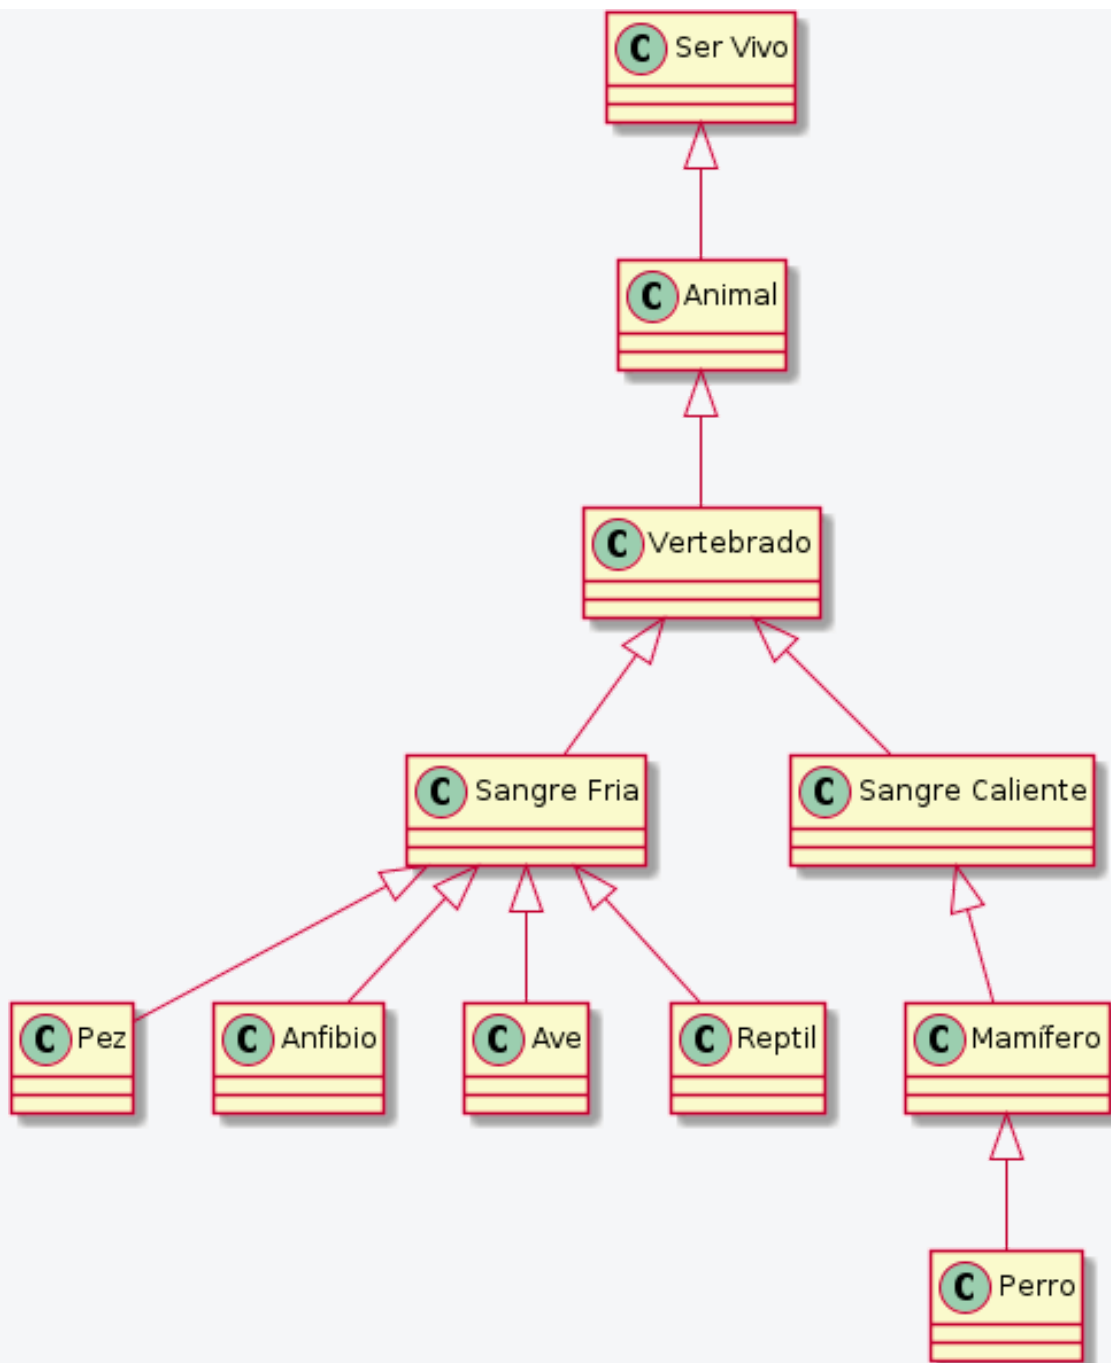 C Ser Vivo
C Animal
C Vertebrado
C Sangre Fria
C Sangre Caliente
C Pez
C Anfibio
C Ave
C Reptil
C Mamífero
C Perro